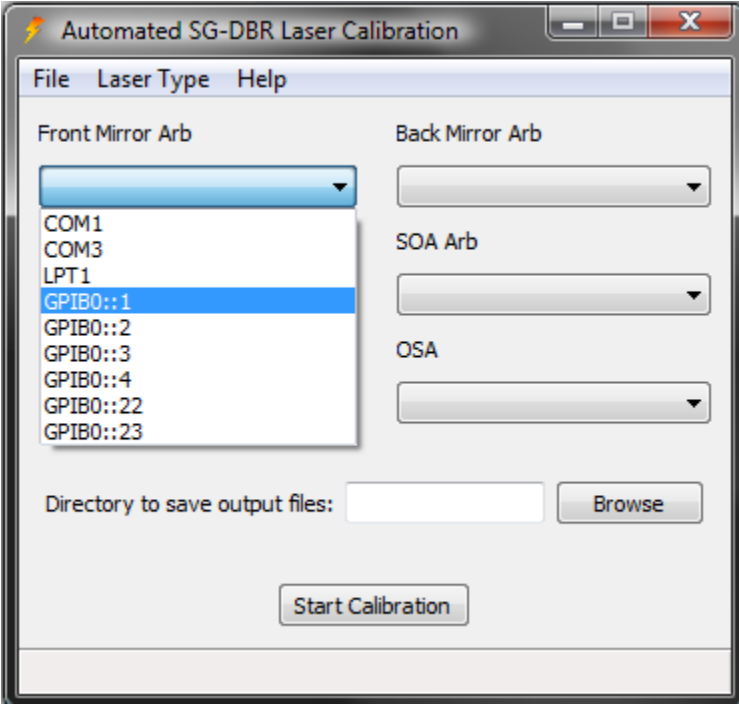 Automated SG-DBR Laser Calibration
File Laser Type Help
Front Mirror Arb
Back Mirror Arb
COM1
COM3
LPT1
GPIB0::1
GPIB0::2
GPIB0::3
GPIB0::4
GPIB0::22
GPIB0::23
SOA Arb
OSA
Directory to save output files:
Browse
Start Calibration